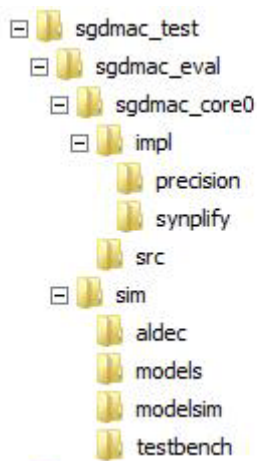 sgdmac_test
sgdmac_eval
sgdmac_core0
impl
precision
synplify
src
sim
aldec
models
modelsim
testbench